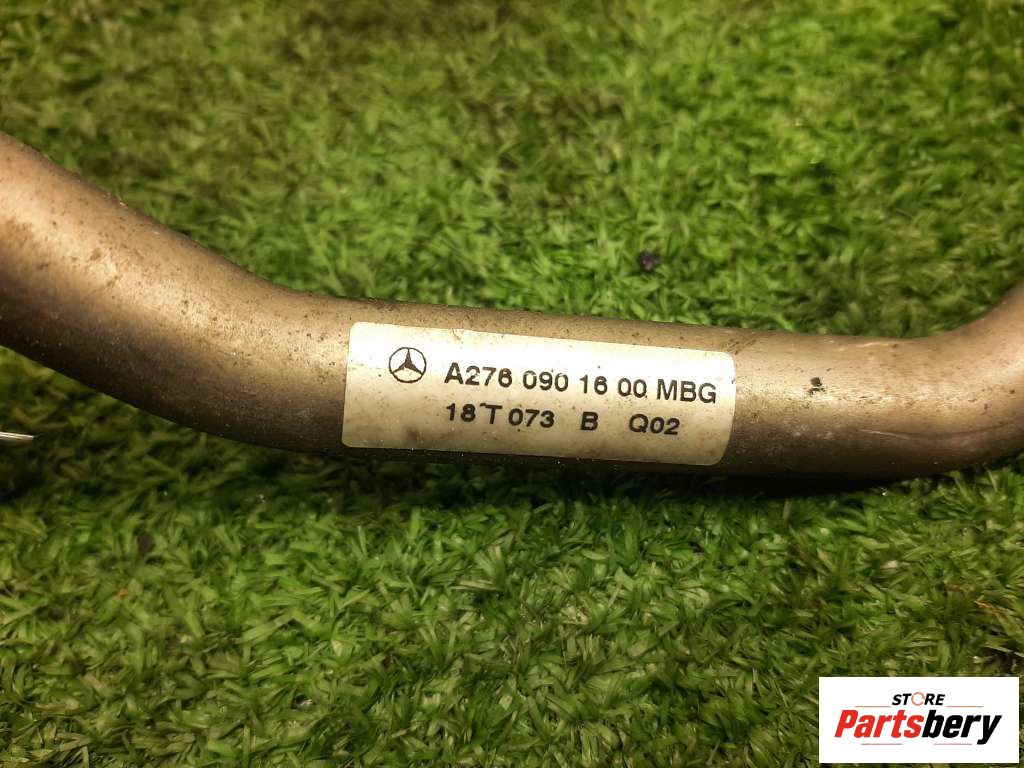 A276 090 16 00 MBG
18 T 073 B Q02
STORE
Partsbery